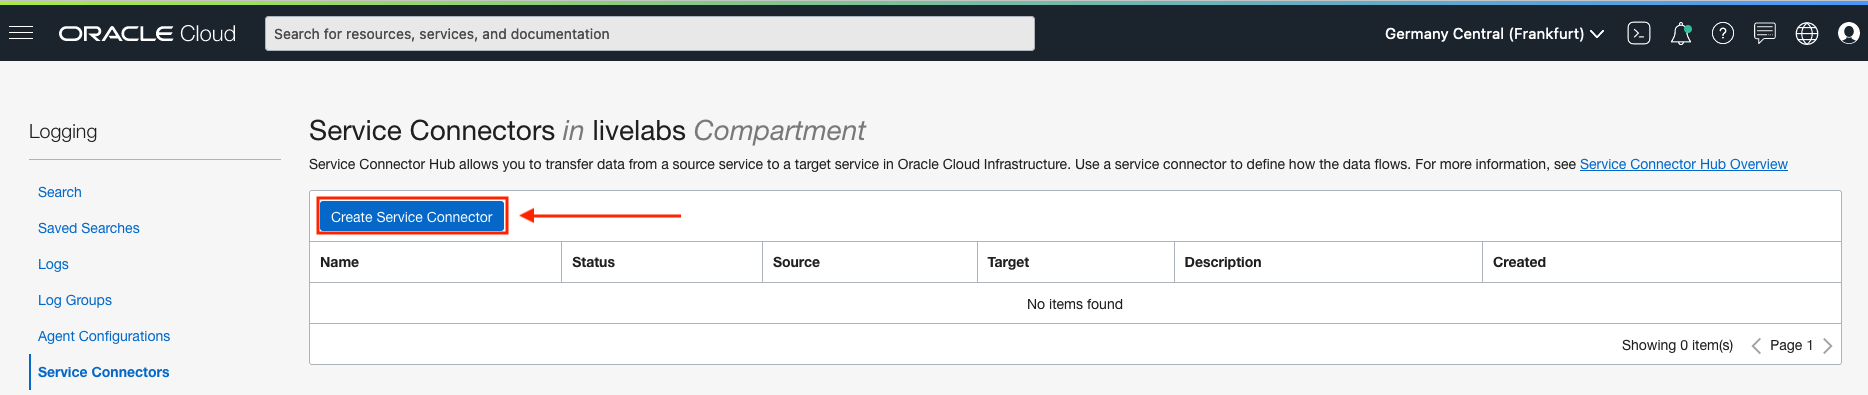 ORACLE Cloud
Search for resources, services, and documentation
Germany Central (Frankfurt)
Logging
Search
Saved Searches
Logs
Log Groups
Agent Configurations
Service Connectors
Service Connectors in livelabs Compartment
Service Connector Hub allows you to transfer data from a source service to a target service in Oracle Cloud Infrastructure. Use a service connector to define how the data flows. For more information, see Service Connector Hub Overview
Create Service Connector
Name Status Source Target Description Created
No items found
Showing 0 item(s) Page 1